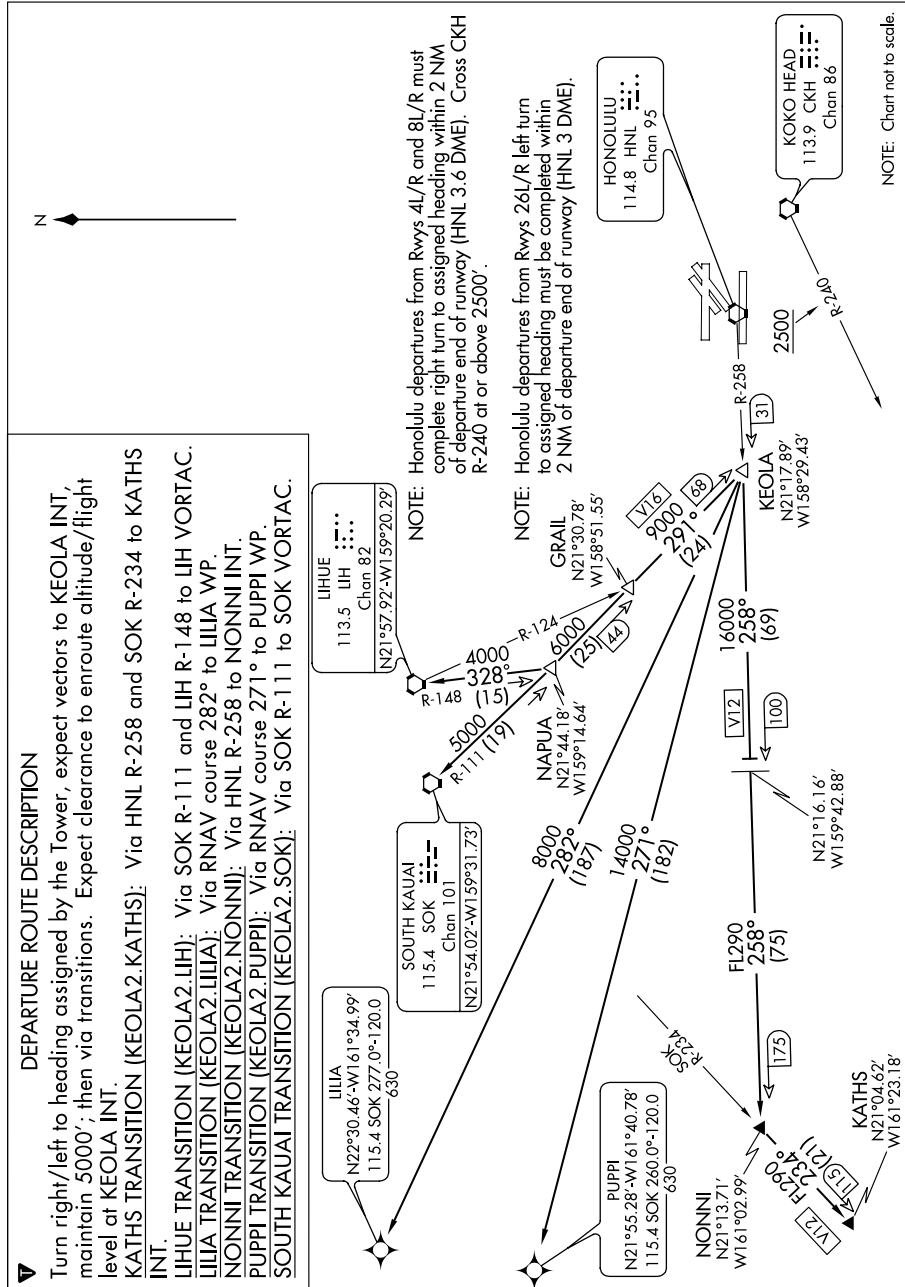 DEPARTURE ROUTE DESCRIPTION
T
Turn right/left to heading assigned by the Tower, expect vectors to KEOLA INT,
maintain 5000'; then via transitions. Expect clearance to enroute altitude/flight
level at KEOLA INT.
KATHS TRANSITION (KEOLA2.KATHS): Via HNL R-258 and SOK R-234 to KATHS
INT.
LIHUE TRANSITION (KEOLA2.LIH): Via SOK R-111 and LIH R-148 to LIH VORTAC.
LILIA TRANSITION (KEOLA2.LILIA): Via RNAV course 282° to LILIA WP.
NONNI TRANSITION (KEOLA2.NONNI): Via HNL R-258 to NONNI INT.
PUPPI TRANSITION (KEOLA2.PUPPI): Via RNAV course 271° to PUPPI WP.
SOUTH KAUAI TRANSITION (KEOLA2.SOK): Via SOK R-111 to SOK VORTAC.
N
LIHUE
113.5 LIH
Chan 82
N21°57.92'-W159°20.29'
NOTE: Honolulu departures from Rwys 4L/R and 8L/R must
complete right turn to assigned heading within 2 NM
of departure end of runway (HNL 3.6 DME). Cross CKH
R-240 at or above 2500'.
NOTE: Honolulu departures from Rwys 26L/R left turn
to assigned heading must be completed within
2 NM of departure end of runway (HNL 3 DME).
SOUTH KAUAI
115.4 SOK
Chan 101
N21°54.02'-W159°31.73'
LILIA
N22°30.46'-W161°34.99'
115.4 SOK 277.0°-120.0
630
R-148
4000
328°
(15)
R-124
5000
R-111 (19)
NAPUA
N21°44.18'
W159°14.64'
6000
(25)
44
GRAIL
N21°30.78'
W158°51.55'
V16
9000
291°
(24)
68
HONOLULU
114.8 HNL
Chan 95
8000
282°
(187)
14000
271°
(182)
PUPPI
N21°55.28'-W161°40.78'
115.4 SOK 260.0°-120.0
630
R-258
31
KEOLA
N21°17.89'
W158°29.43'
16000
258°
(69)
V12
100
N21°16.16'
W159°42.88'
FL290
258°
(75)
175
SOK
R-234
NONNI
N21°13.71'
W161°02.99'
FL290
234°
(21)
115
V12
KATHS
N21°04.62'
W161°23.18'
2500
R-240
KOKO HEAD
113.9 CKH
Chan 86
NOTE: Chart not to scale.